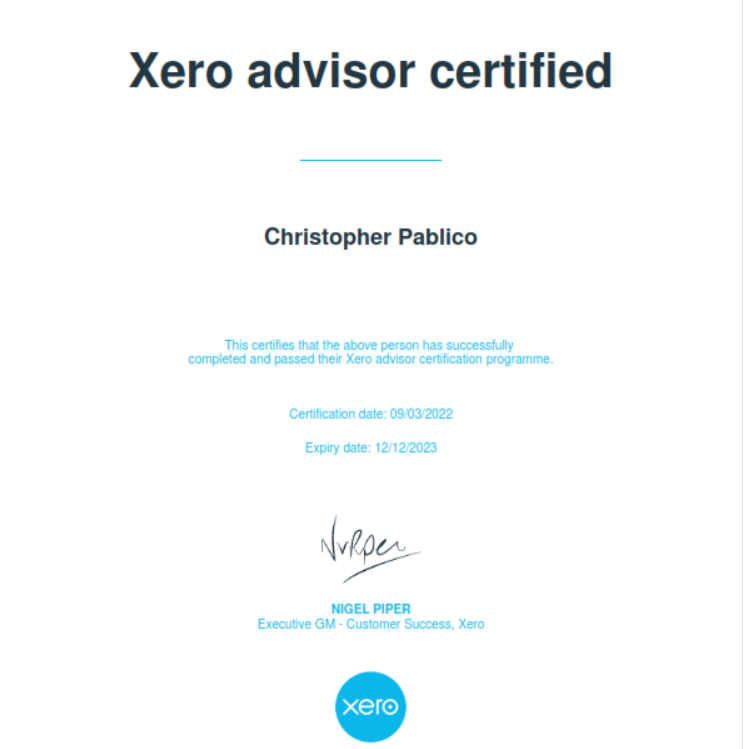 Xero advisor certified
Christopher Pablico
This certifies that the above person has successfully
completed and passed their Xero advisor certification programme.
Certification date: 09/03/2022
Expiry date: 12/12/2023
NIGEL PIPER
Executive GM - Customer Success, Xero
xero